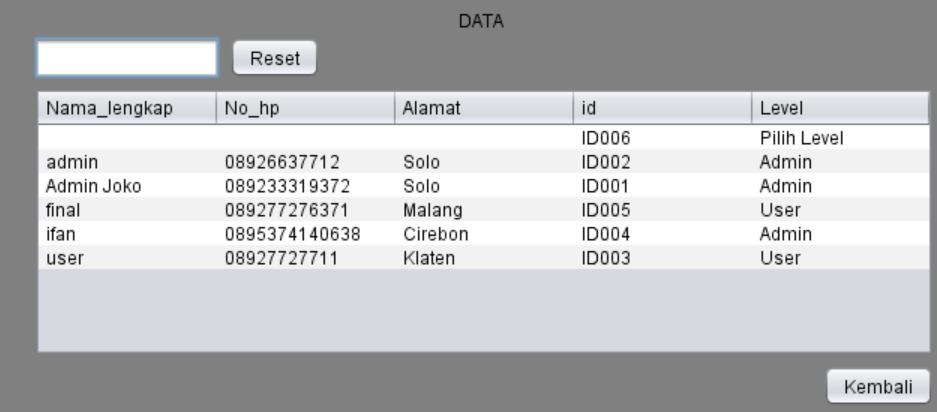 DATA
Reset
Nama_lengkap No_hp Alamat id Level
ID006 Pilih Level
admin 08926637712 Solo ID002 Admin
Admin Joko 089233319372 Solo ID001 Admin
final 089277276371 Malang ID005 User
ifan 0895374140638 Cirebon ID004 Admin
user 08927727711 Klaten ID003 User
Kembali